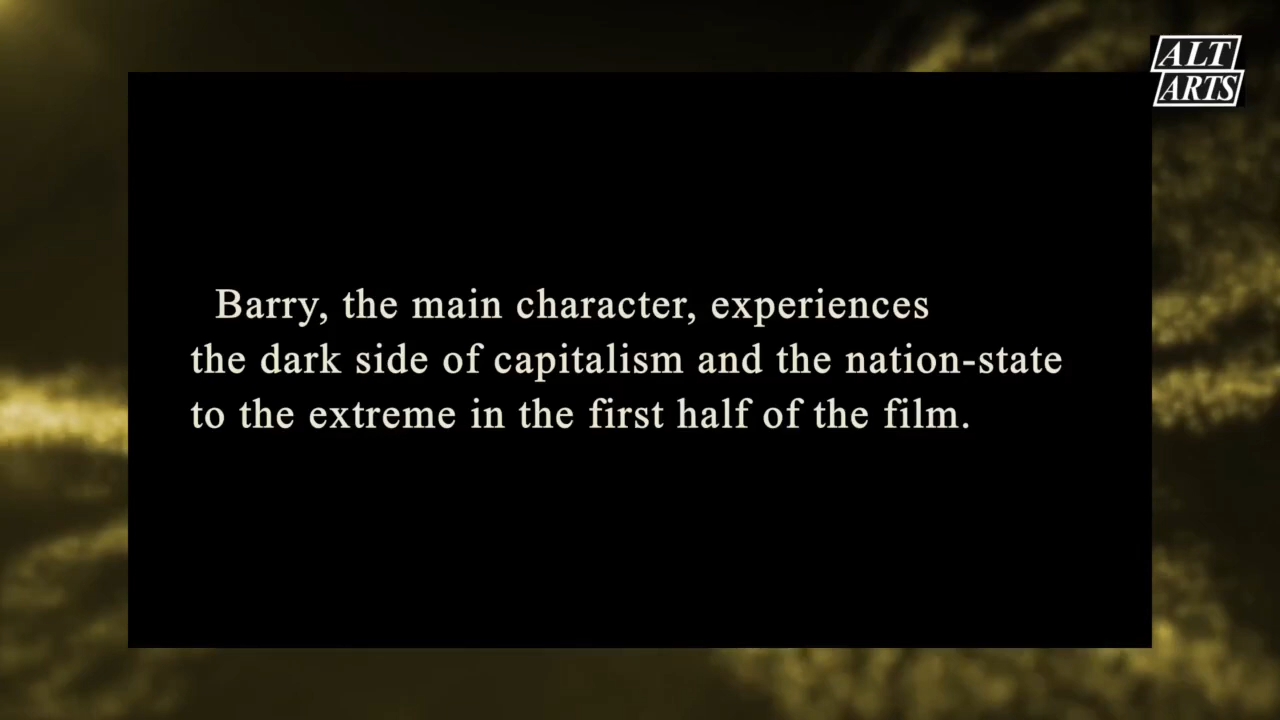 ALT
ARTS
Barry, the main character, experiences
the dark side of capitalism and the nation-state
to the extreme in the first half of the film.